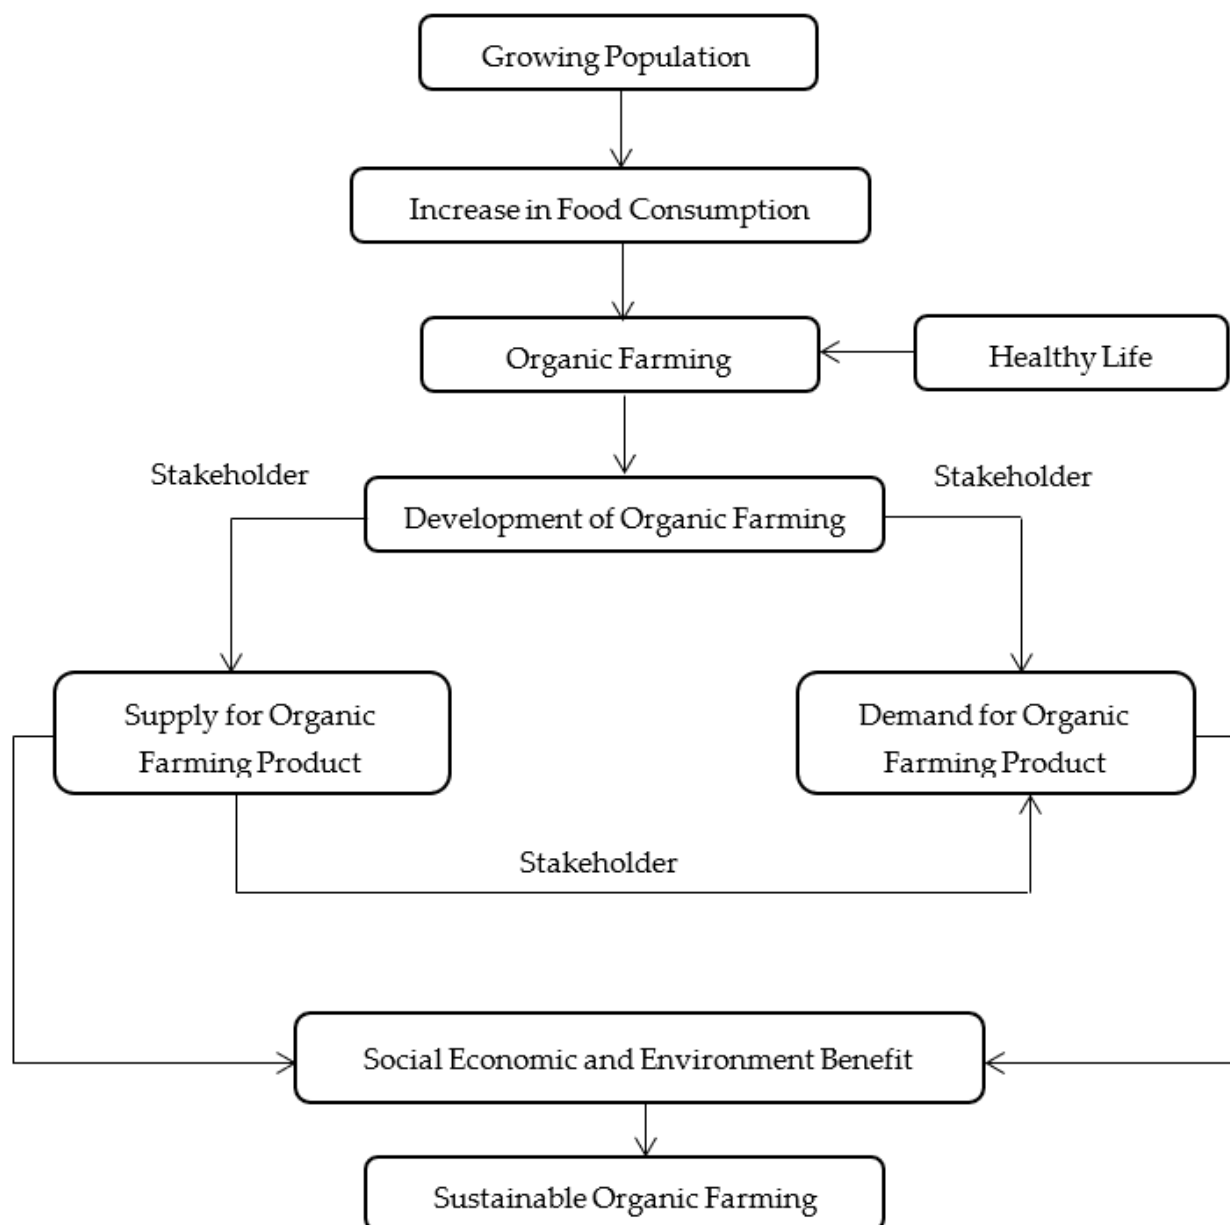 Growing Population
Increase in Food Consumption
Organic Farming
Healthy Life
Stakeholder
Stakeholder
Development of Organic Farming
Supply for Organic
Farming Product
Demand for Organic
Farming Product
Stakeholder
Social Economic and Environment Benefit
Sustainable Organic Farming